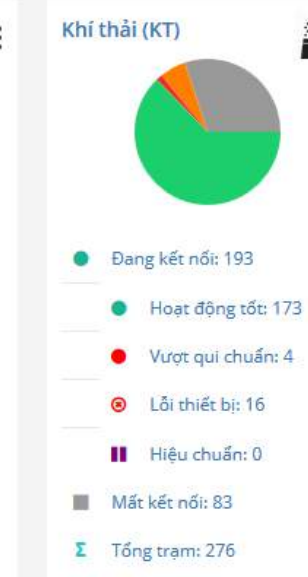 Khí thải (KT)
Đang kết nối: 193
Hoạt động tốt: 173
Vượt qui chuẩn: 4
Lỗi thiết bị: 16
Hiệu chuẩn: 0
Mất kết nối: 83
Σ Tổng trạm: 276